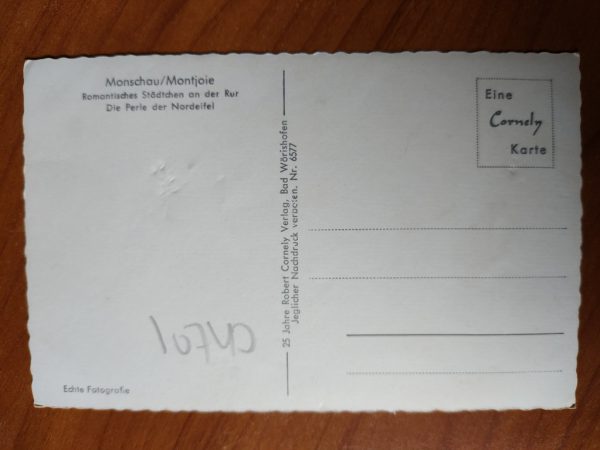 Monschau/Montjoie
Romantisches Städtchen an der Rur
Die Perle der Nordeifel
Echte Fotografie
25 Jahre Robert Cornely Verlag, Bad Wörishofen
Jeglicher Nachdruck verboten. Nr. 6577
Eine
Cornely
Karte